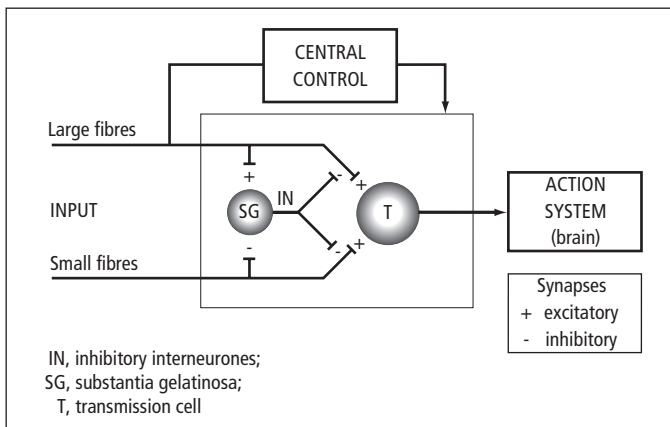 CENTRAL
CONTROL
Large fibres
+
-
+
IN
INPUT
SG
T
ACTION
SYSTEM
(brain)
-
-
+
Small fibres
Synapses
+ excitatory
- inhibitory
IN, inhibitory interneurones;
SG, substantia gelatinosa;
T, transmission cell